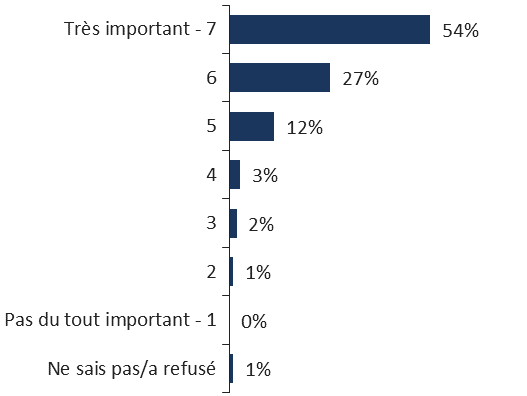 Très important - 7 54%
6 27%
5 12%
4 3%
3 2%
2 1%
Pas du tout important - 1 0%
Ne sais pas/a refusé 1%